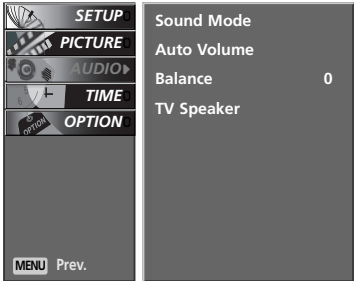 SETUP
PICTURE
AUDIO
TIME
OPTION
MENU Prev.
Sound Mode
Auto Volume
Balance 0
TV Speaker